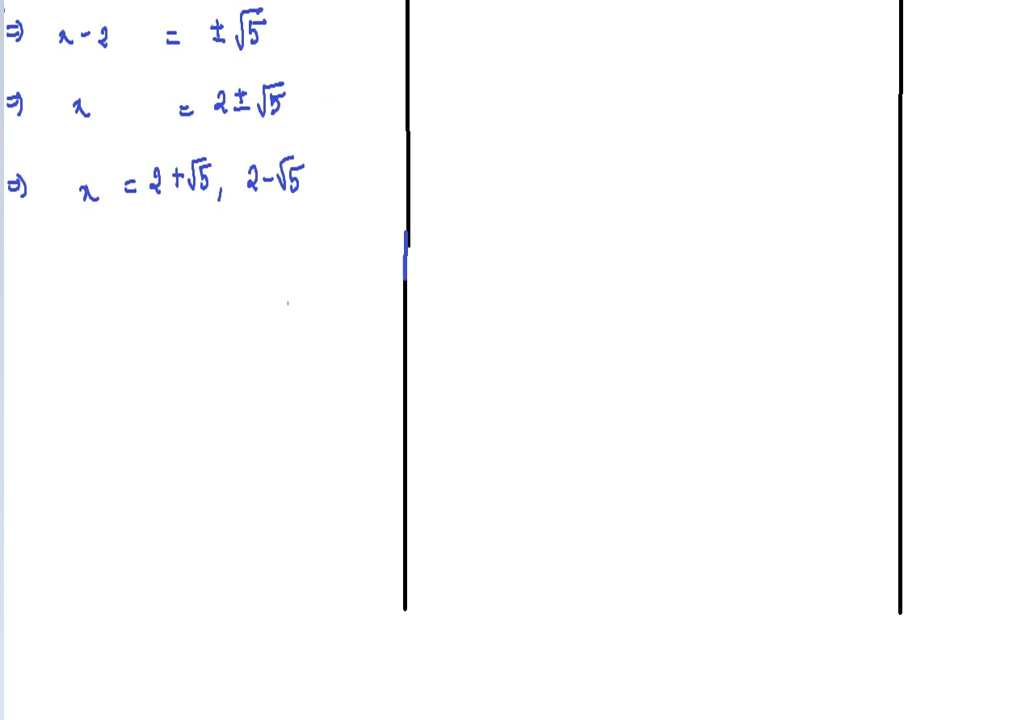 ⇒ x - 2 = ±√5
⇒ x = 2 ± √5
⇒ x = 2 + √5, 2 - √5